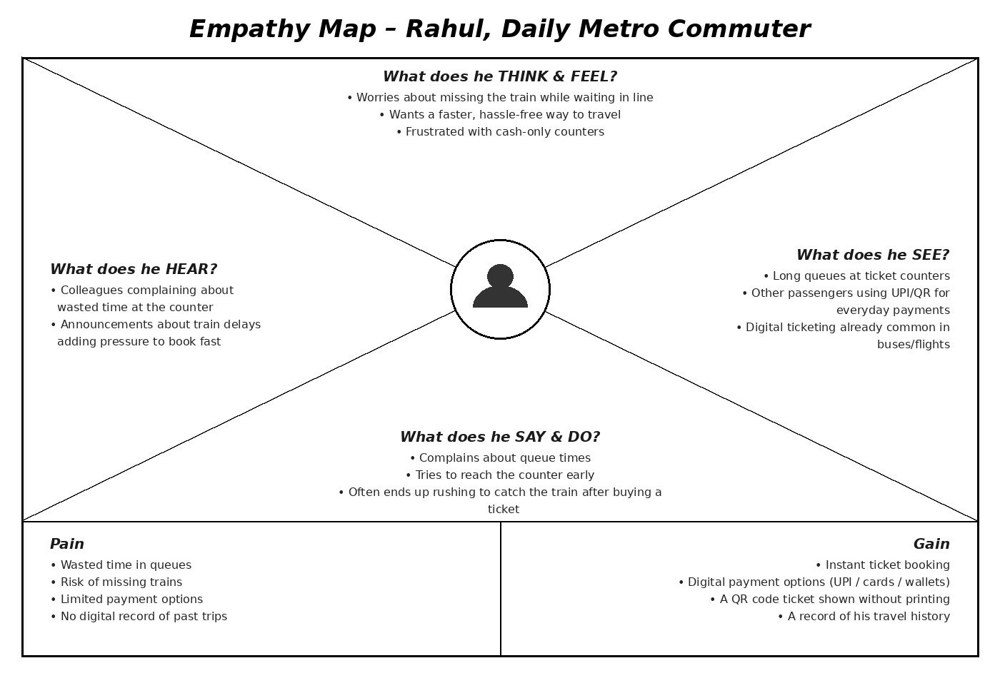 Empathy Map – Rahul, Daily Metro Commuter
What does he THINK & FEEL?
• Worries about missing the train while waiting in line
• Wants a faster, hassle-free way to travel
• Frustrated with cash-only counters
What does he HEAR?
• Colleagues complaining about
wasted time at the counter
• Announcements about train delays
adding pressure to book fast
What does he SEE?
• Long queues at ticket counters
• Other passengers using UPI/QR for
everyday payments
• Digital ticketing already common in
buses/flights
What does he SAY & DO?
• Complains about queue times
• Tries to reach the counter early
• Often ends up rushing to catch the train after buying a
ticket
Pain
• Wasted time in queues
• Risk of missing trains
• Limited payment options
• No digital record of past trips
Gain
• Instant ticket booking
• Digital payment options (UPI / cards / wallets)
• A QR code ticket shown without printing
• A record of his travel history